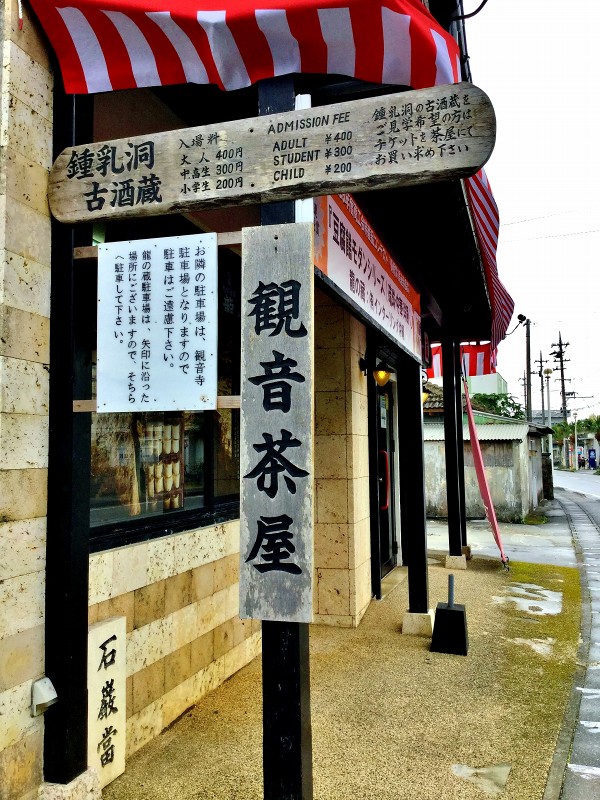 鍾乳洞
古酒蔵
入場料
大人 400円
中高生 300円
小学生 200円
ADMISSION FEE
ADULT ¥400
STUDENT ¥300
CHILD ¥200
鍾乳洞の古酒蔵を
ご見学希望の方は
チケットを茶屋にて
お買い求め下さい
お隣の駐車場は、観音寺
駐車場となりますので
駐車はご遠慮下さい。
龍の蔵駐車場は、矢印に沿った
場所にございますので、そちら
へ駐車して下さい。
観音茶屋
石巌當